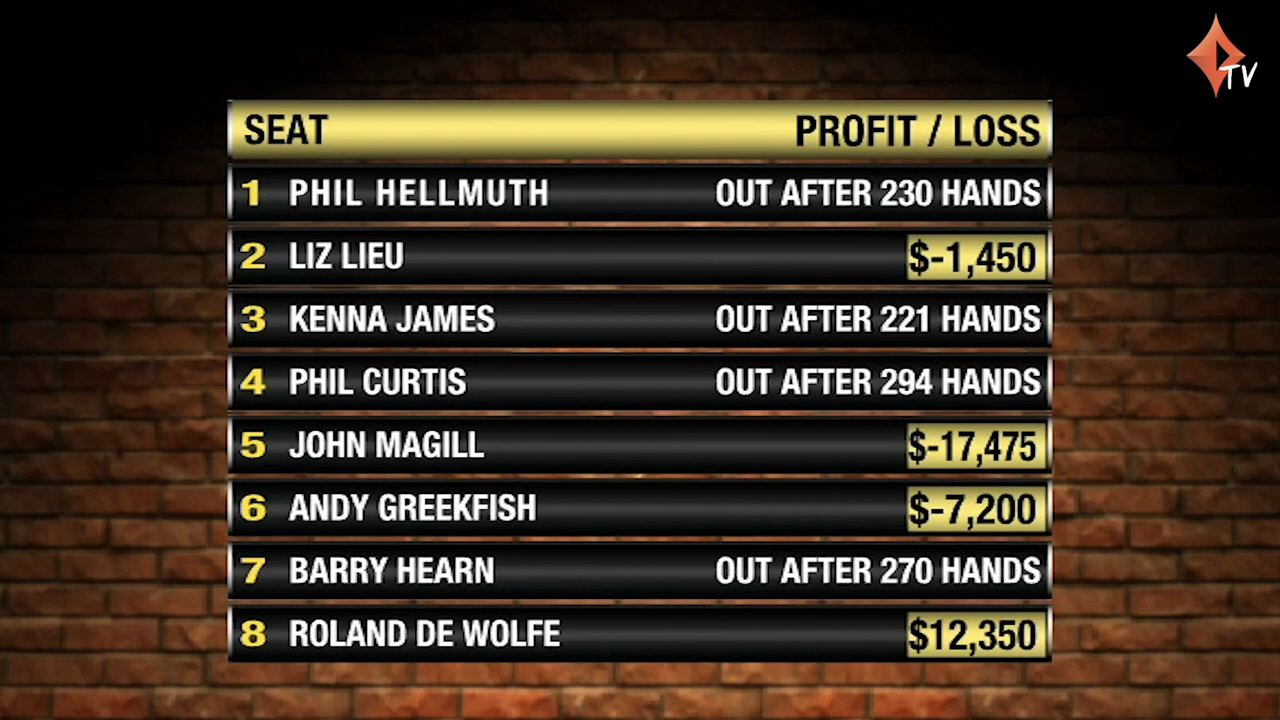 TV
SEAT PROFIT / LOSS
1 PHIL HELLMUTH OUT AFTER 230 HANDS
2 LIZ LIEU $-1,450
3 KENNA JAMES OUT AFTER 221 HANDS
4 PHIL CURTIS OUT AFTER 294 HANDS
5 JOHN MAGILL $-17,475
6 ANDY GREEKFISH $-7,200
7 BARRY HEARN OUT AFTER 270 HANDS
8 ROLAND DE WOLFE $12,350